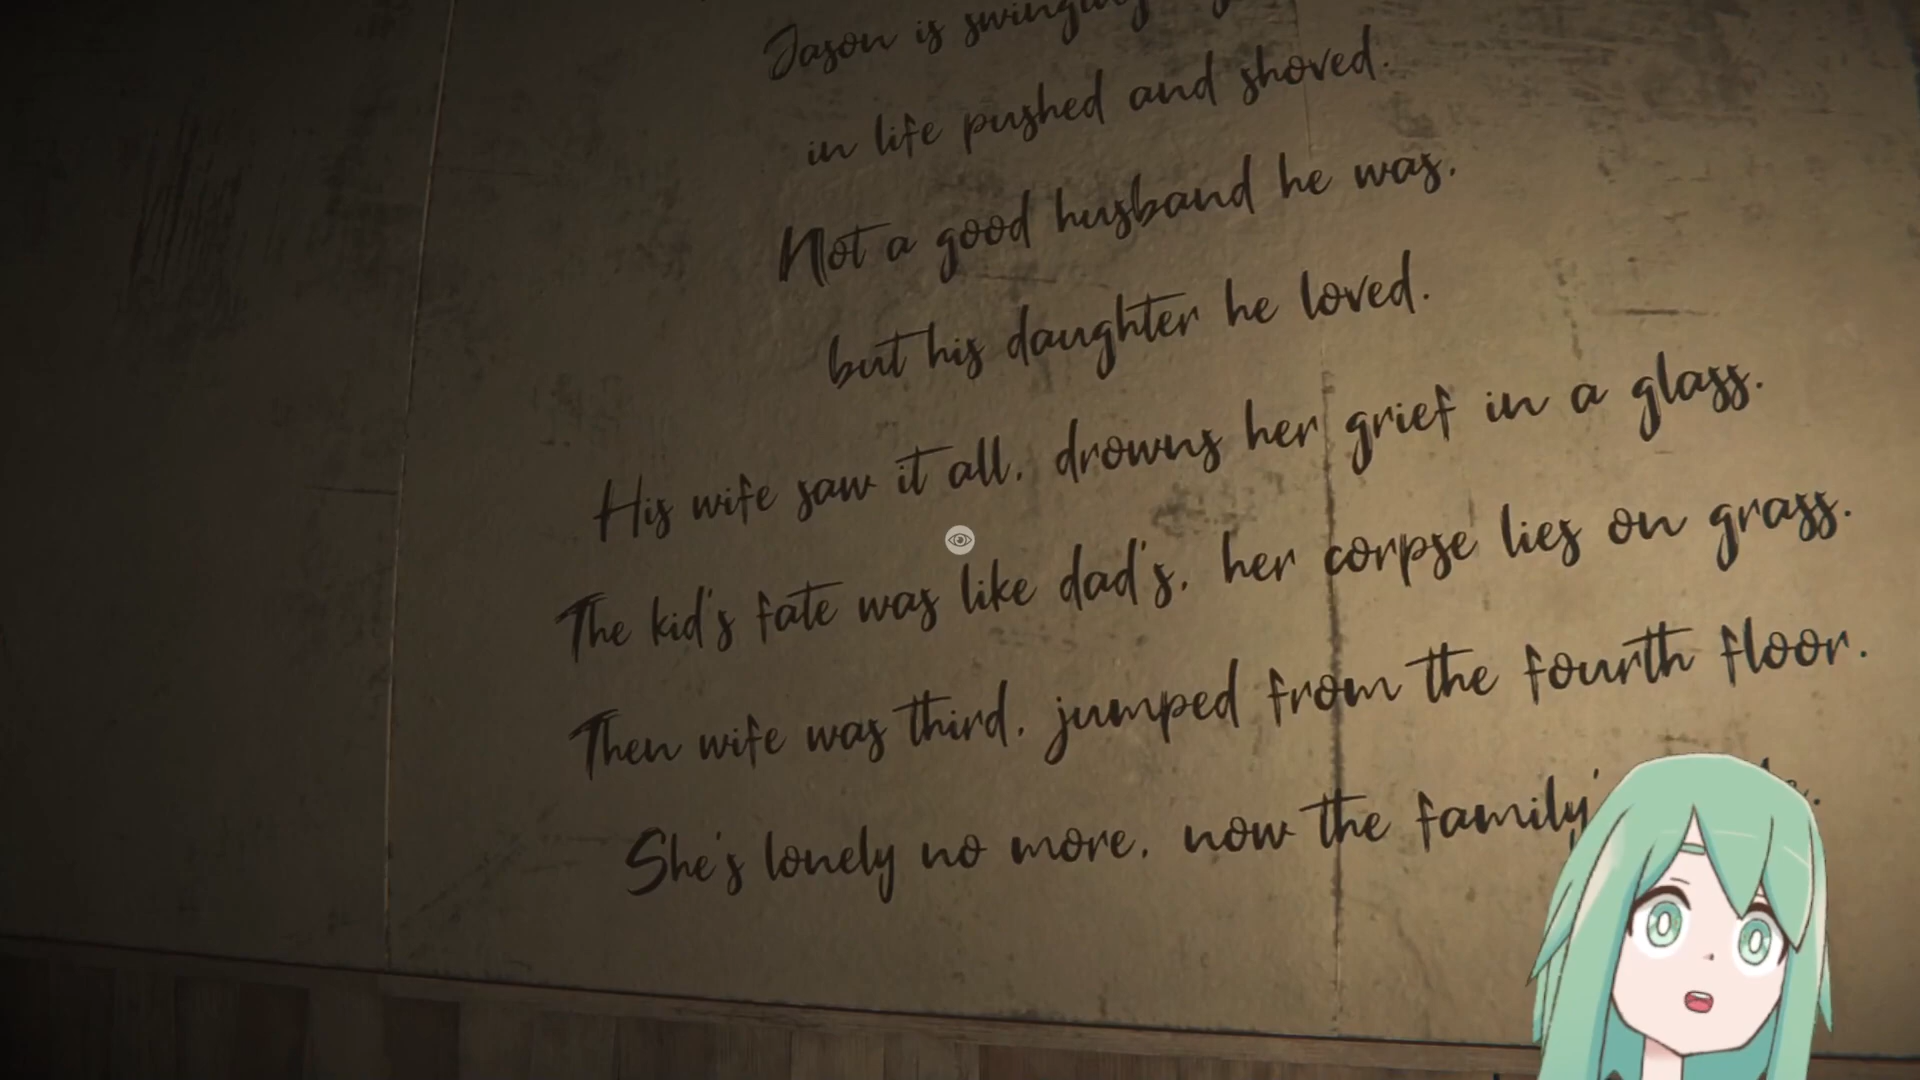 Jason is swinging
in life pushed and shoved.
Not a good husband he was,
but his daughter he loved.
His wife saw it all, drowns her grief in a glass.
The kid's fate was like dad's, her corpse lies on grass.
Then wife was third, jumped from the fourth floor.
She's lonely no more, now the family's